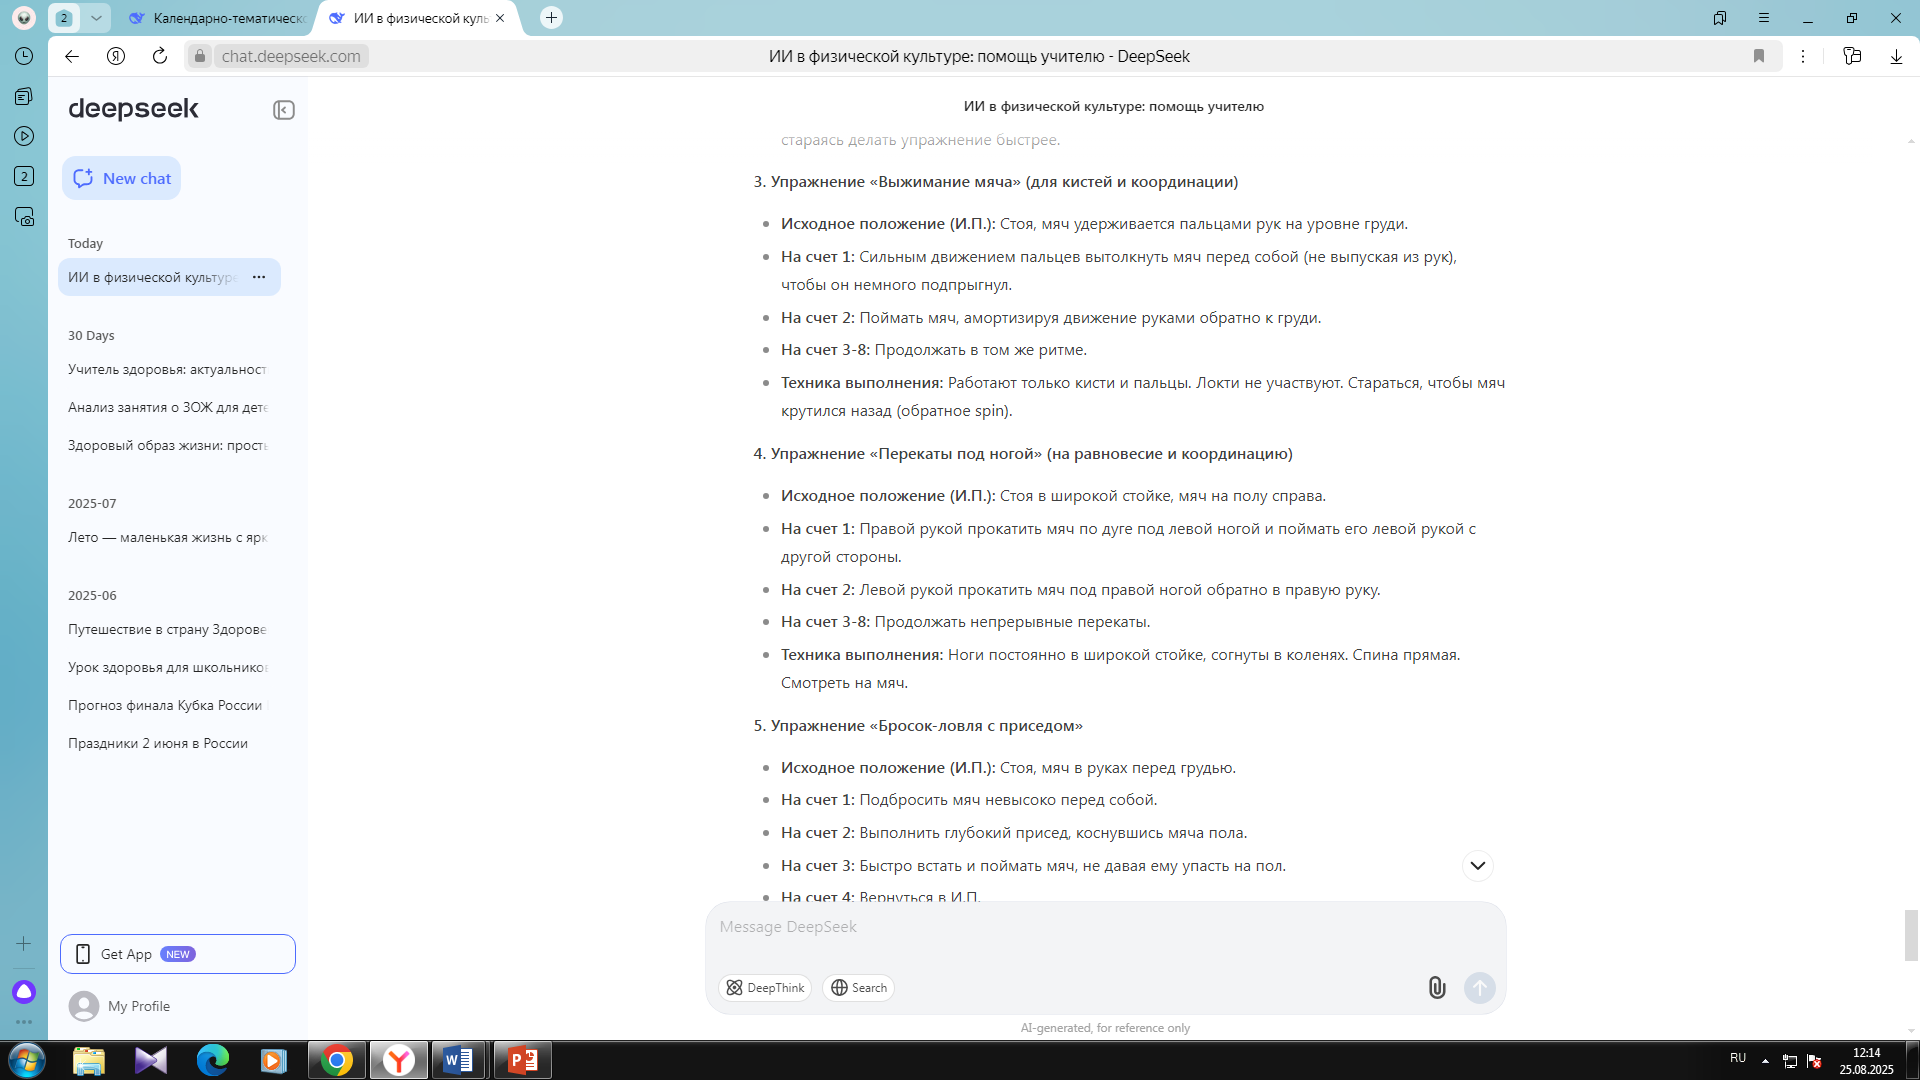 2
Календарно-тематическо
ИИ в физической куль
chat.deepseek.com
ИИ в физической культуре: помощь учителю - DeepSeek
2
deepseek
New chat
Today
ИИ в физической культуре
30 Days
Учитель здоровья: актуальност
Анализ занятия о ЗОЖ для дете
Здоровый образ жизни: просты
2025-07
Лето — маленькая жизнь с ярк
2025-06
Путешествие в страну Здорове
Урок здоровья для школьников
Прогноз финала Кубка России
Праздники 2 июня в России
Get App NEW
My Profile
ИИ в физической культуре: помощь учителю
стараясь делать упражнение быстрее.
3. Упражнение «Выжимание мяча» (для кистей и координации)
Исходное положение (И.П.): Стоя, мяч удерживается пальцами рук на уровне груди.
На счет 1: Сильным движением пальцев вытолкнуть мяч перед собой (не выпуская из рук),
чтобы он немного подпрыгнул.
На счет 2: Поймать мяч, амортизируя движение руками обратно к груди.
На счет 3-8: Продолжать в том же ритме.
Техника выполнения: Работают только кисти и пальцы. Локти не участвуют. Стараться, чтобы мяч
крутился назад (обратное spin).
4. Упражнение «Перекаты под ногой» (на равновесие и координацию)
Исходное положение (И.П.): Стоя в широкой стойке, мяч на полу справа.
На счет 1: Правой рукой прокатить мяч по дуге под левой ногой и поймать его левой рукой с
другой стороны.
На счет 2: Левой рукой прокатить мяч под правой ногой обратно в правую руку.
На счет 3-8: Продолжать непрерывные перекаты.
Техника выполнения: Ноги постоянно в широкой стойке, согнуты в коленях. Спина прямая.
Смотреть на мяч.
5. Упражнение «Бросок-ловля с приседом»
Исходное положение (И.П.): Стоя, мяч в руках перед грудью.
На счет 1: Подбросить мяч невысоко перед собой.
На счет 2: Выполнить глубокий присед, коснувшись мяча пола.
На счет 3: Быстро встать и поймать мяч, не давая ему упасть на пол.
На счет 4: Вернуться в И.П.
Message DeepSeek
DeepThink
Search
AI-generated, for reference only
RU
12:14
25.08.2025